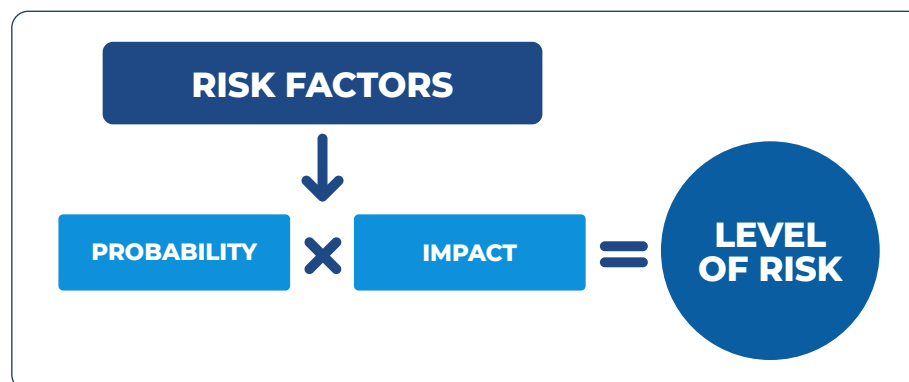 RISK FACTORS
PROBABILITY
IMPACT
LEVEL
OF RISK